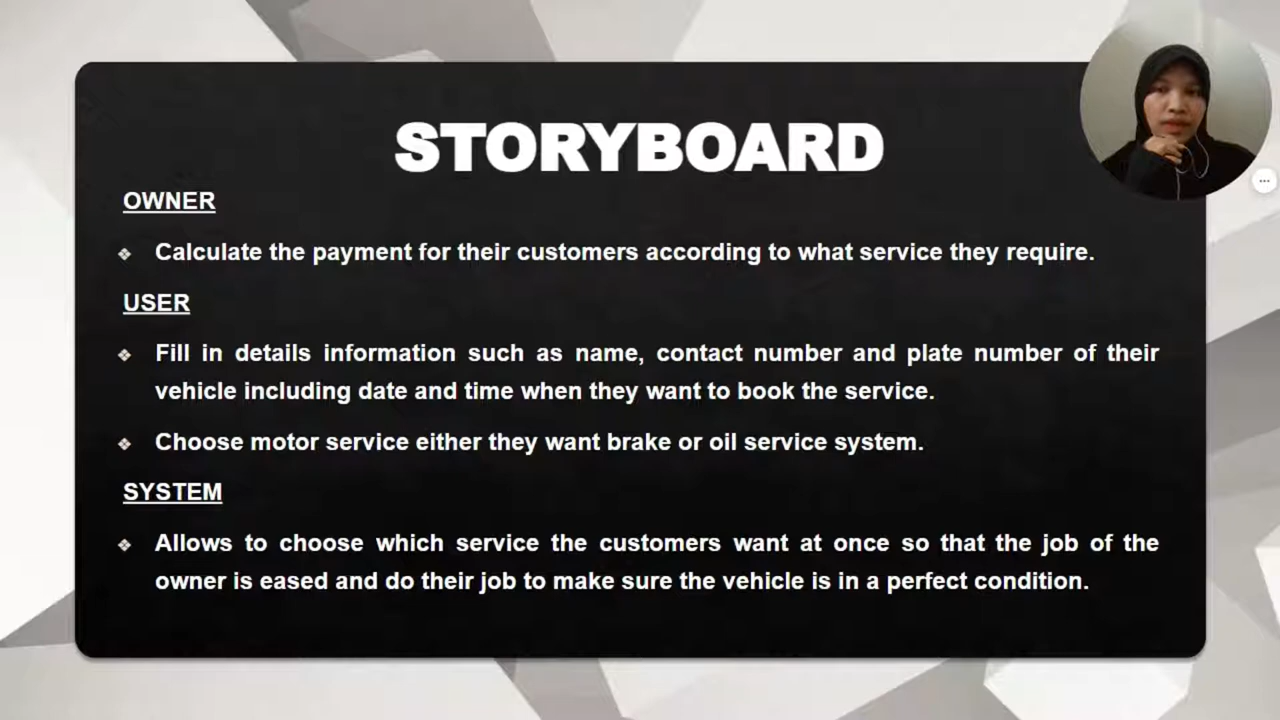 STORYBOARD
OWNER
❖ Calculate the payment for their customers according to what service they require.
USER
❖ Fill in details information such as name, contact number and plate number of their
vehicle including date and time when they want to book the service.
❖ Choose motor service either they want brake or oil service system.
SYSTEM
❖ Allows to choose which service the customers want at once so that the job of the
owner is eased and do their job to make sure the vehicle is in a perfect condition.